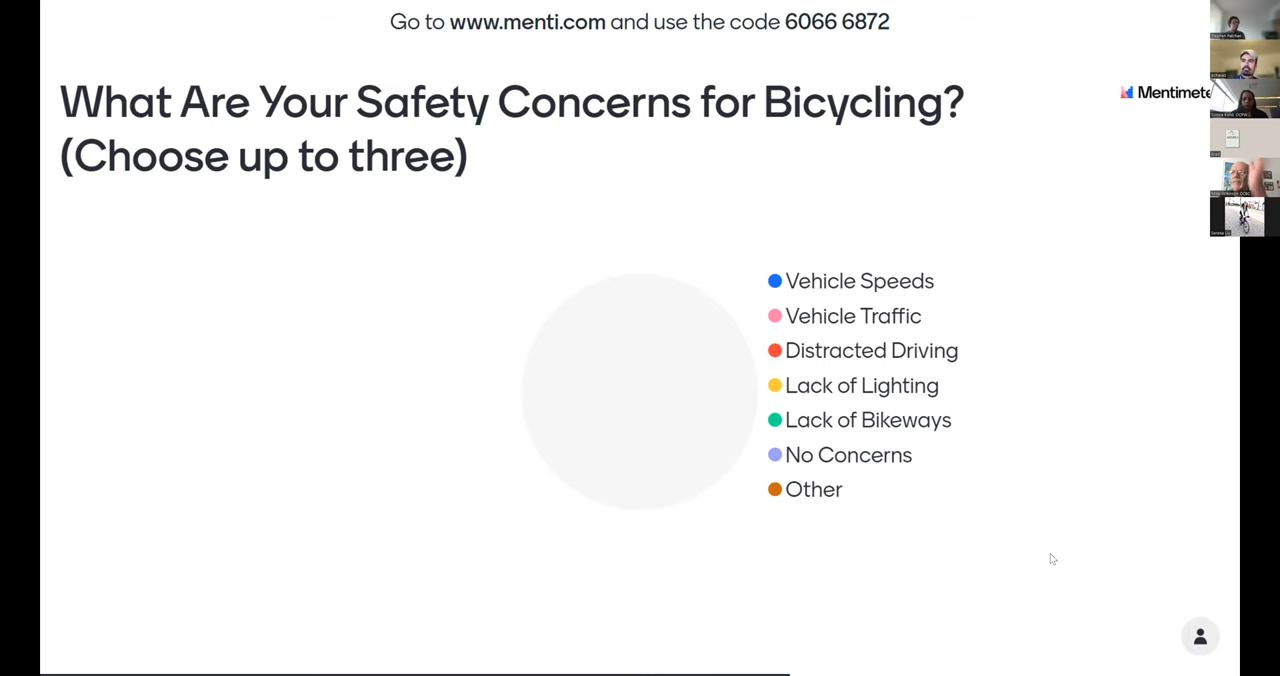 Go to www.menti.com and use the code 6066 6872
What Are Your Safety Concerns for Bicycling?
(Choose up to three)
Mentimete
Vehicle Speeds
Vehicle Traffic
Distracted Driving
Lack of Lighting
Lack of Bikeways
No Concerns
Other